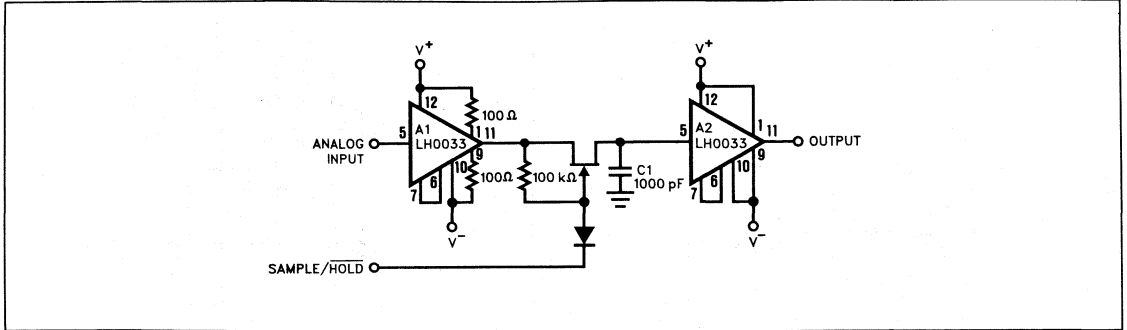 V+
12
100 Ω
1
11
5
A1
LH0033
ANALOG
INPUT
9
10
100Ω
6
7
V-
100 kΩ
C1
1000 pF
V+
12
1
11
5
A2
LH0033
OUTPUT
9
10
6
7
V-
SAMPLE/HOLD